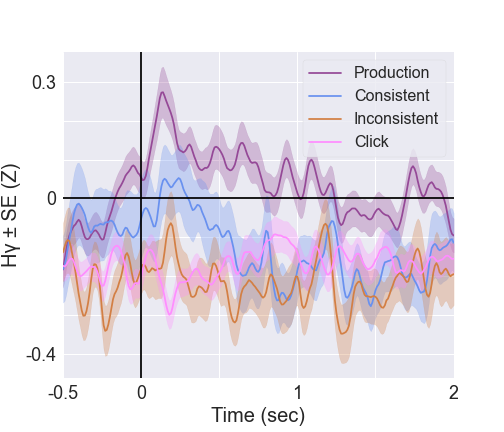 Production
Consistent
Inconsistent
Click
Hγ ± SE (Z)
0.3
0
-0.4
-0.5
0
1
2
Time (sec)